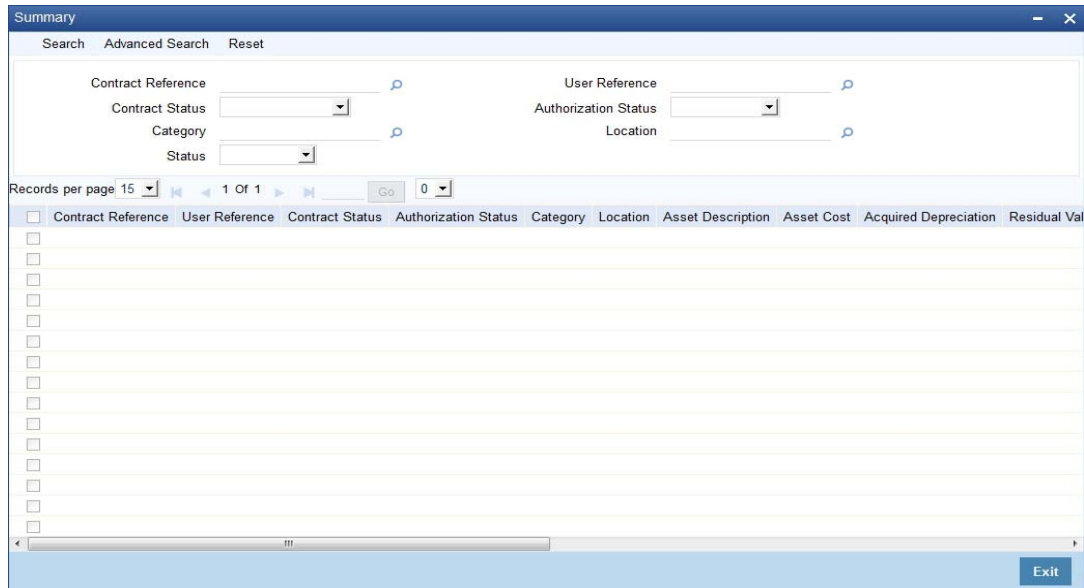 Summary
Search Advanced Search Reset
Contract Reference User Reference
Contract Status Authorization Status
Category Location
Status
Records per page 15 1 Of 1 Go 0
Contract Reference User Reference Contract Status Authorization Status Category Location Asset Description Asset Cost Acquired Depreciation Residual Val
Exit